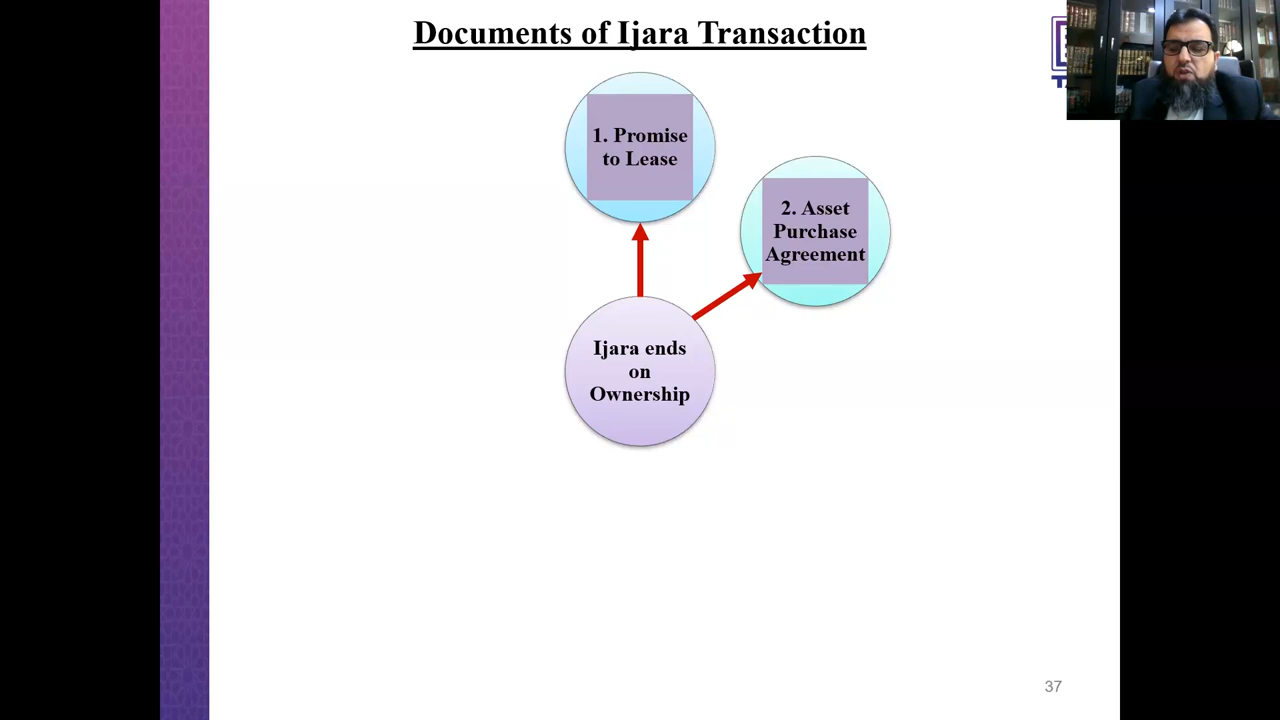 Documents of Ijara Transaction
1. Promise
to Lease
2. Asset
Purchase
Agreement
Ijara ends
on
Ownership
37